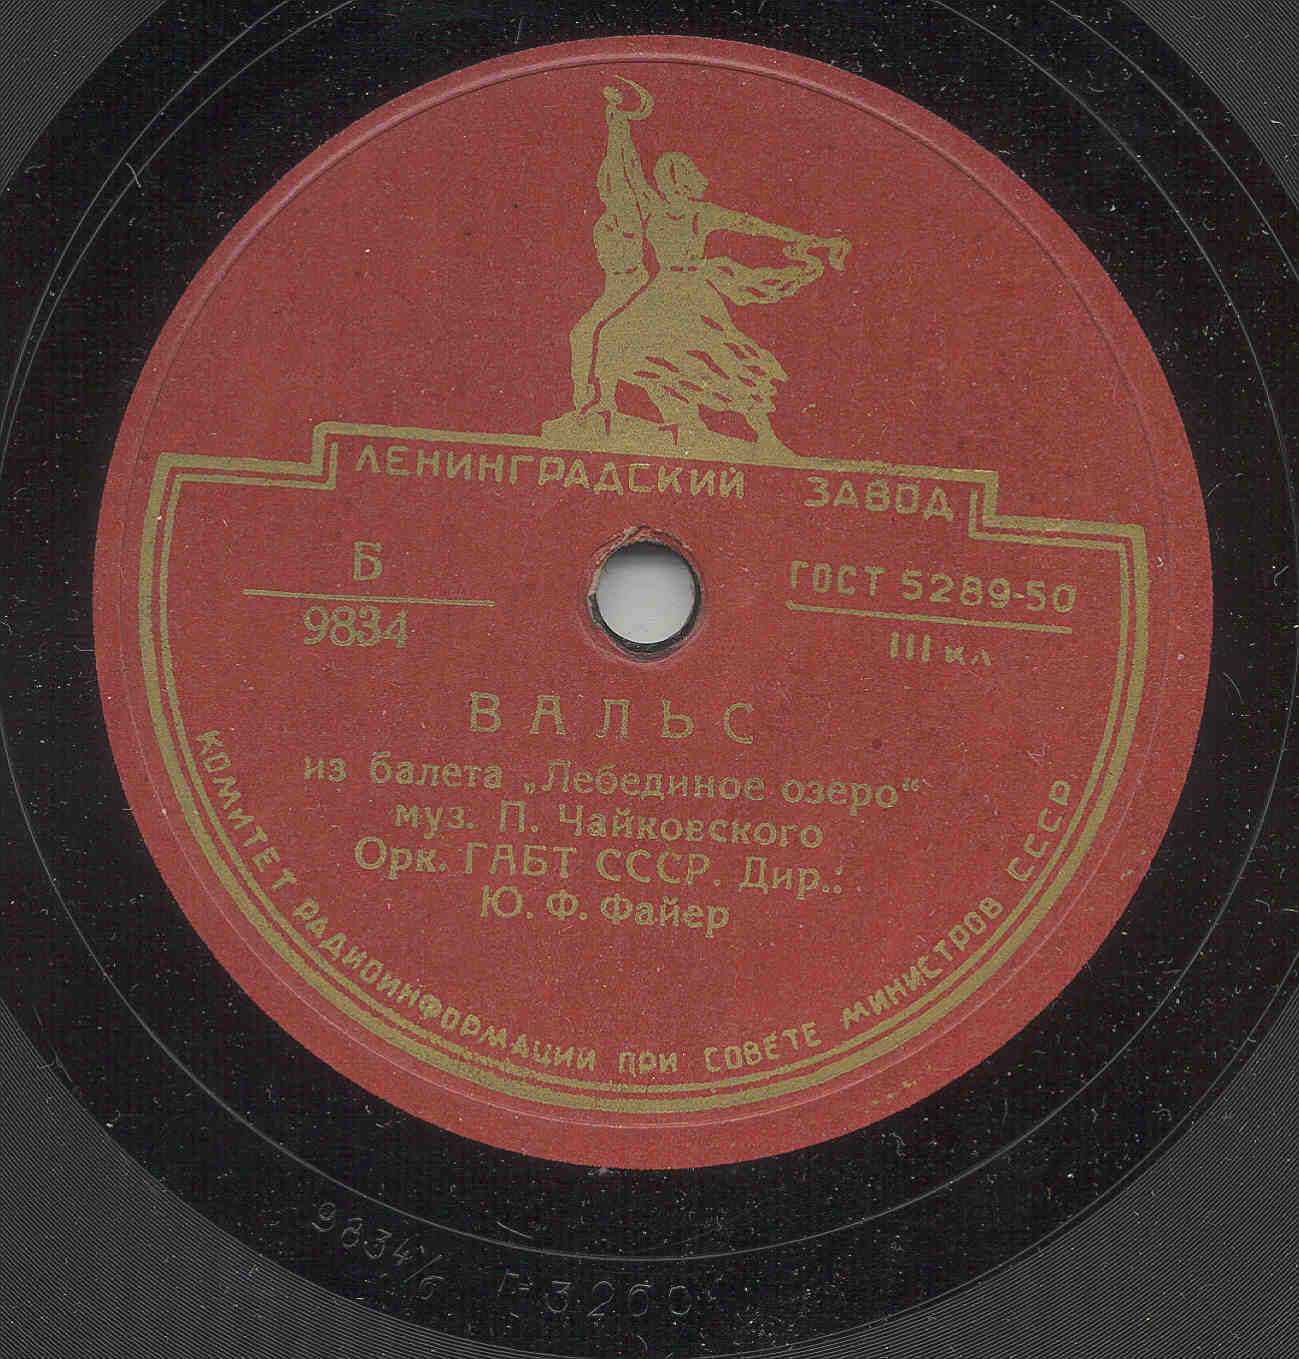 ЛЕНИНГРАДСКИЙ ЗАВОД
Б
9834
ГОСТ 5289-50
III кл
ВАЛЬС
из балета „Лебединое озеро“
муз. П. Чайковского
Орк. ГАБТ СССР. Дир.:
Ю. Ф. Файер
КОМИТЕТ РАДИОИНФОРМАЦИИ ПРИ СОВЕТЕ МИНИСТРОВ СССР
9834/6
Г-3260